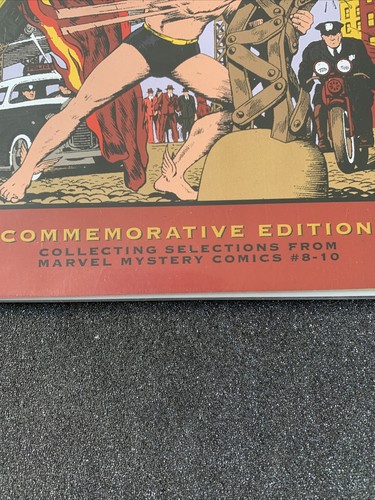 COMMEMORATIVE EDITION
COLLECTING SELECTIONS FROM
MARVEL MYSTERY COMICS #8-10